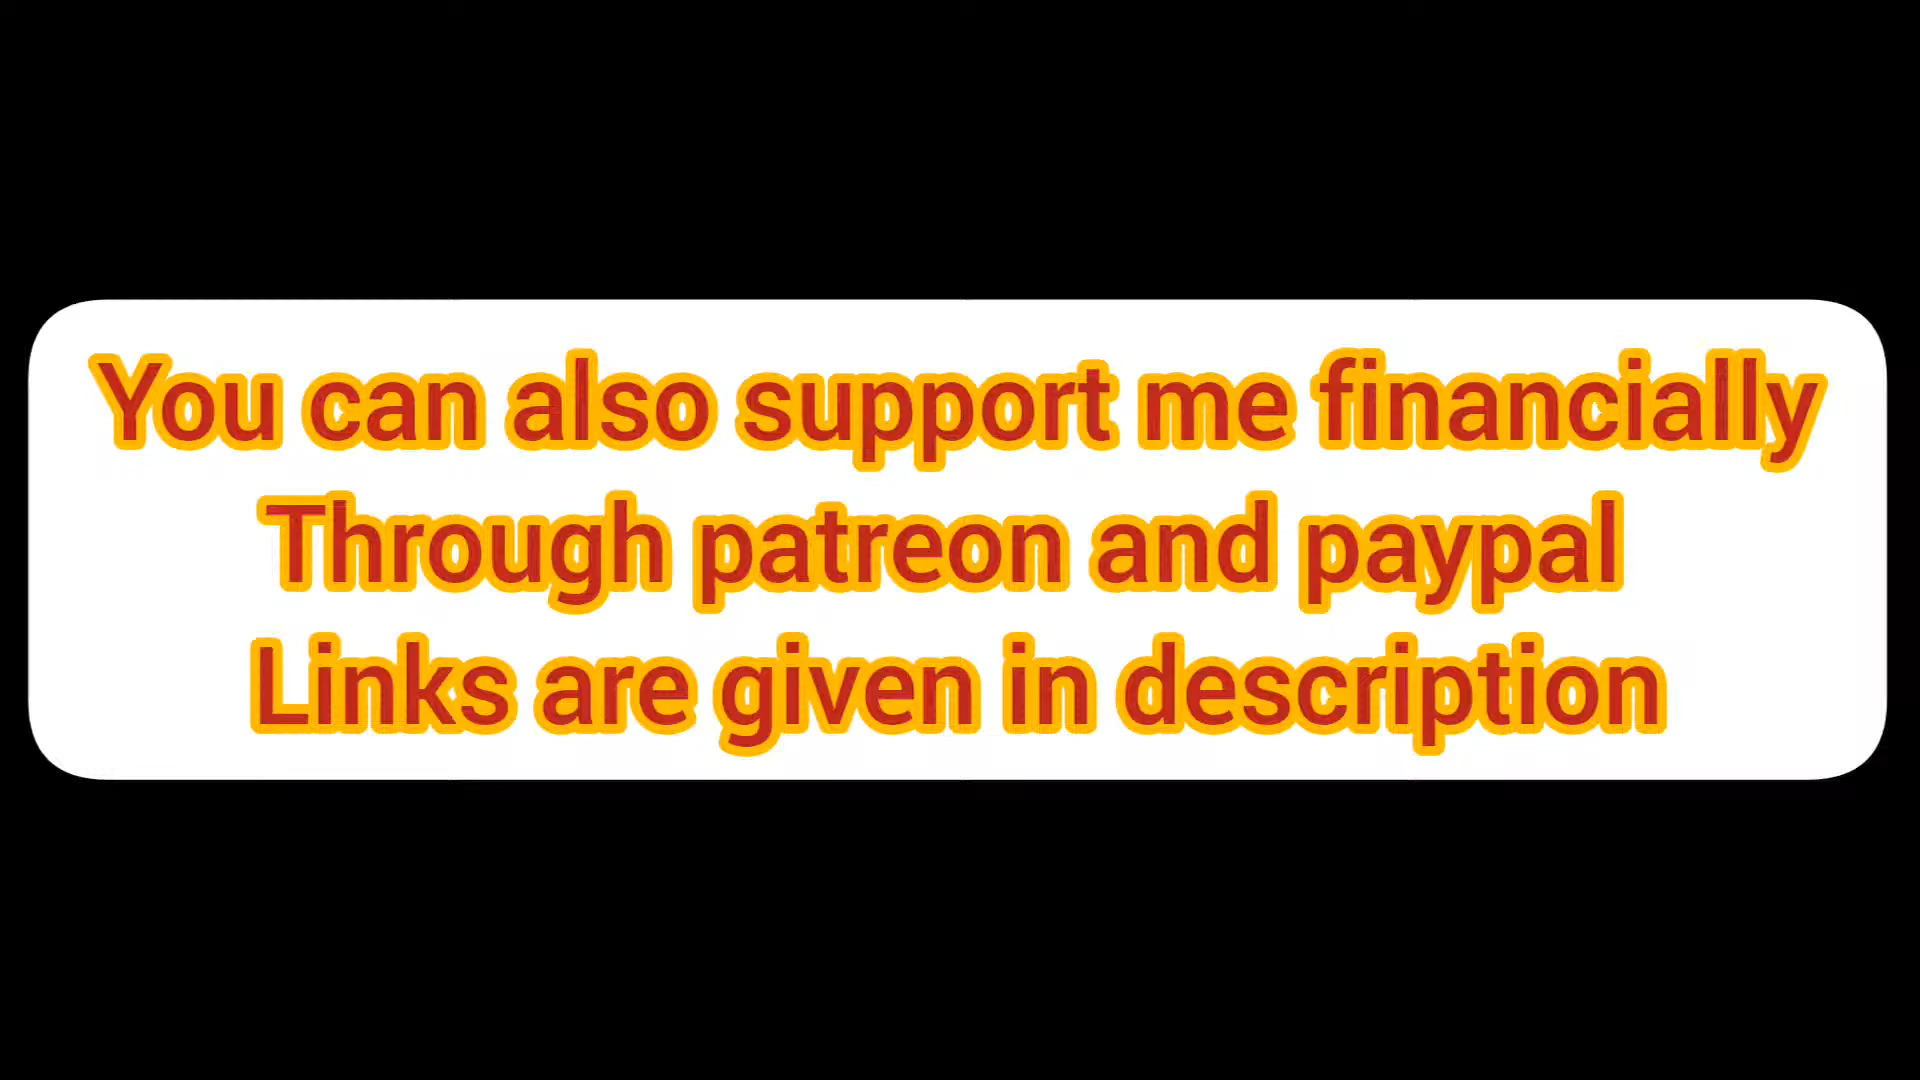 You can also support me financially
Through patreon and paypal
Links are given in description